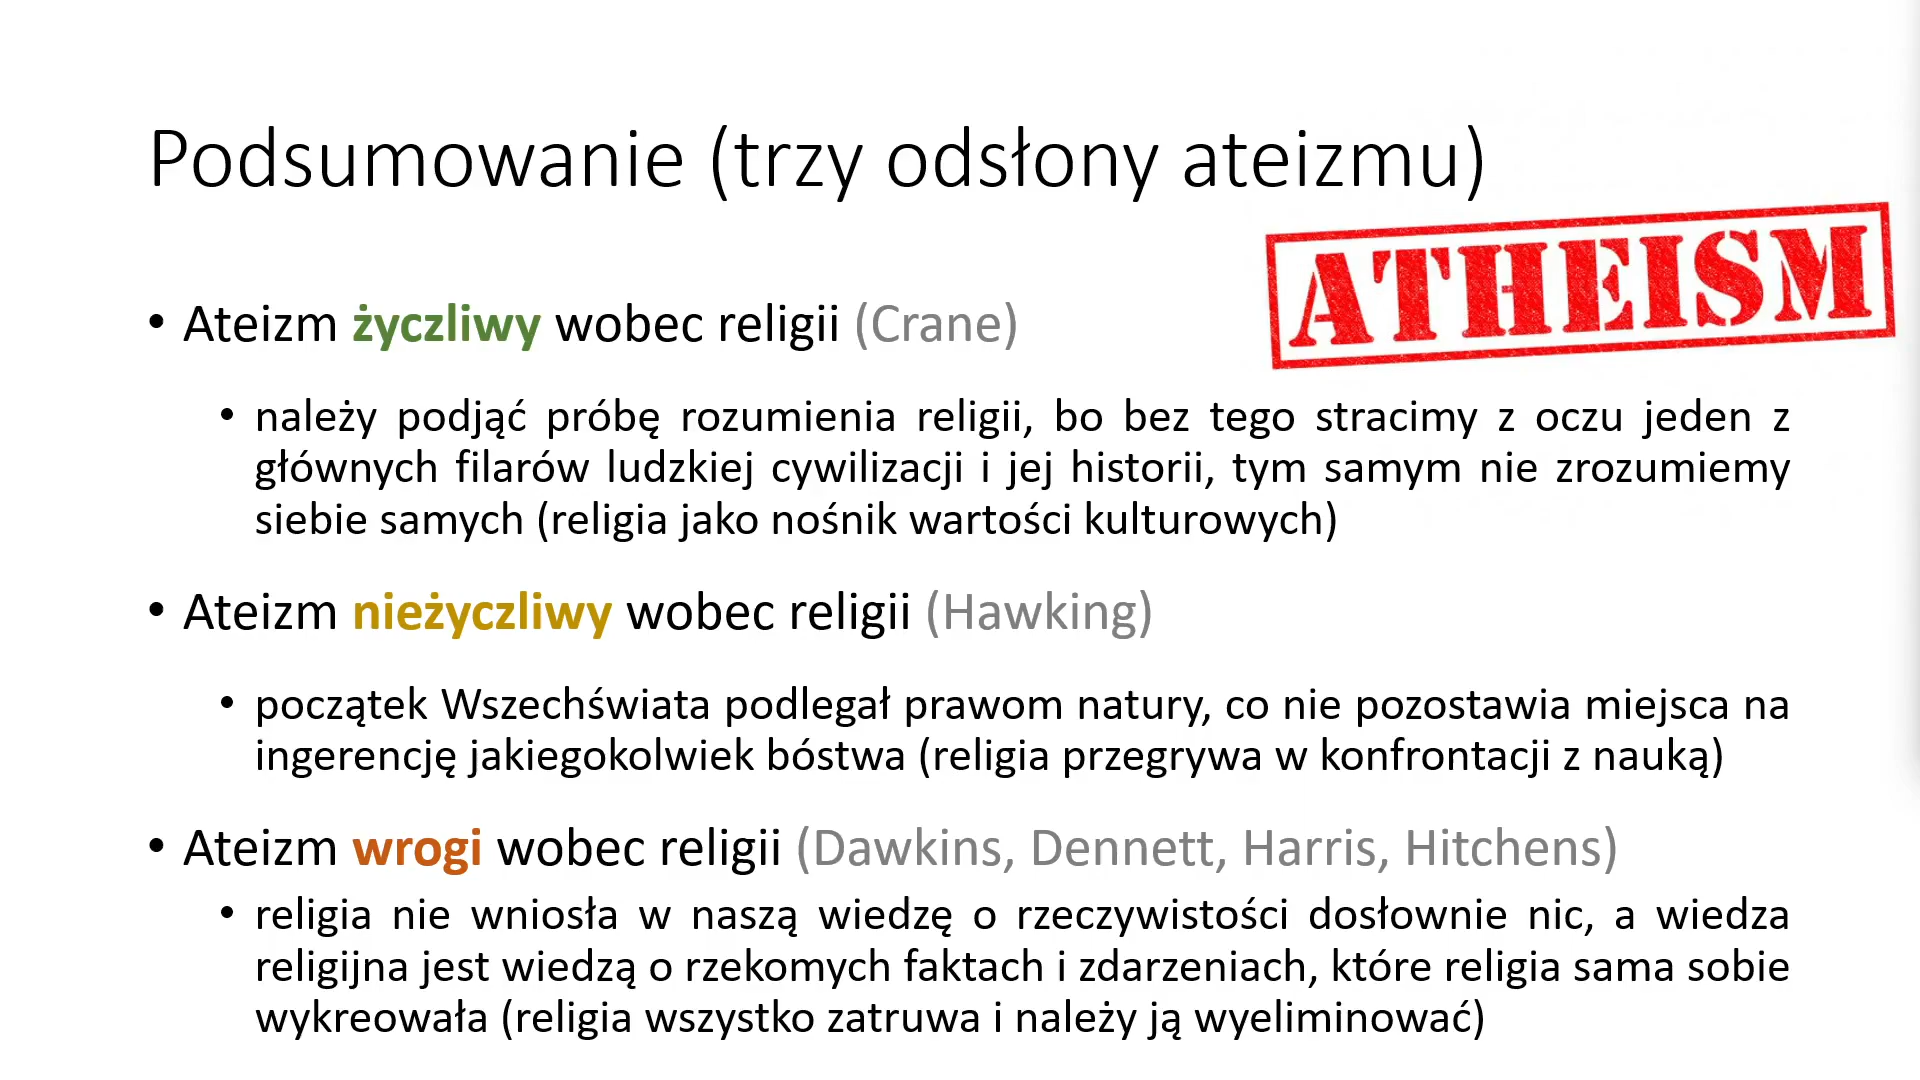 Podsumowanie (trzy odsłony ateizmu)
ATHEISM
• Ateizm życzliwy wobec religii (Crane)
• należy podjąć próbę rozumienia religii, bo bez tego stracimy z oczu jeden z
głównych filarów ludzkiej cywilizacji i jej historii, tym samym nie zrozumiemy
siebie samych (religia jako nośnik wartości kulturowych)
• Ateizm nieżyczliwy wobec religii (Hawking)
• początek Wszechświata podlegał prawom natury, co nie pozostawia miejsca na
ingerencję jakiegokolwiek bóstwa (religia przegrywa w konfrontacji z nauką)
• Ateizm wrogi wobec religii (Dawkins, Dennett, Harris, Hitchens)
• religia nie wniosła w naszą wiedzę o rzeczywistości dosłownie nic, a wiedza
religijna jest wiedzą o rzekomych faktach i zdarzeniach, które religia sama sobie
wykreowała (religia wszystko zatruwa i należy ją wyeliminować)